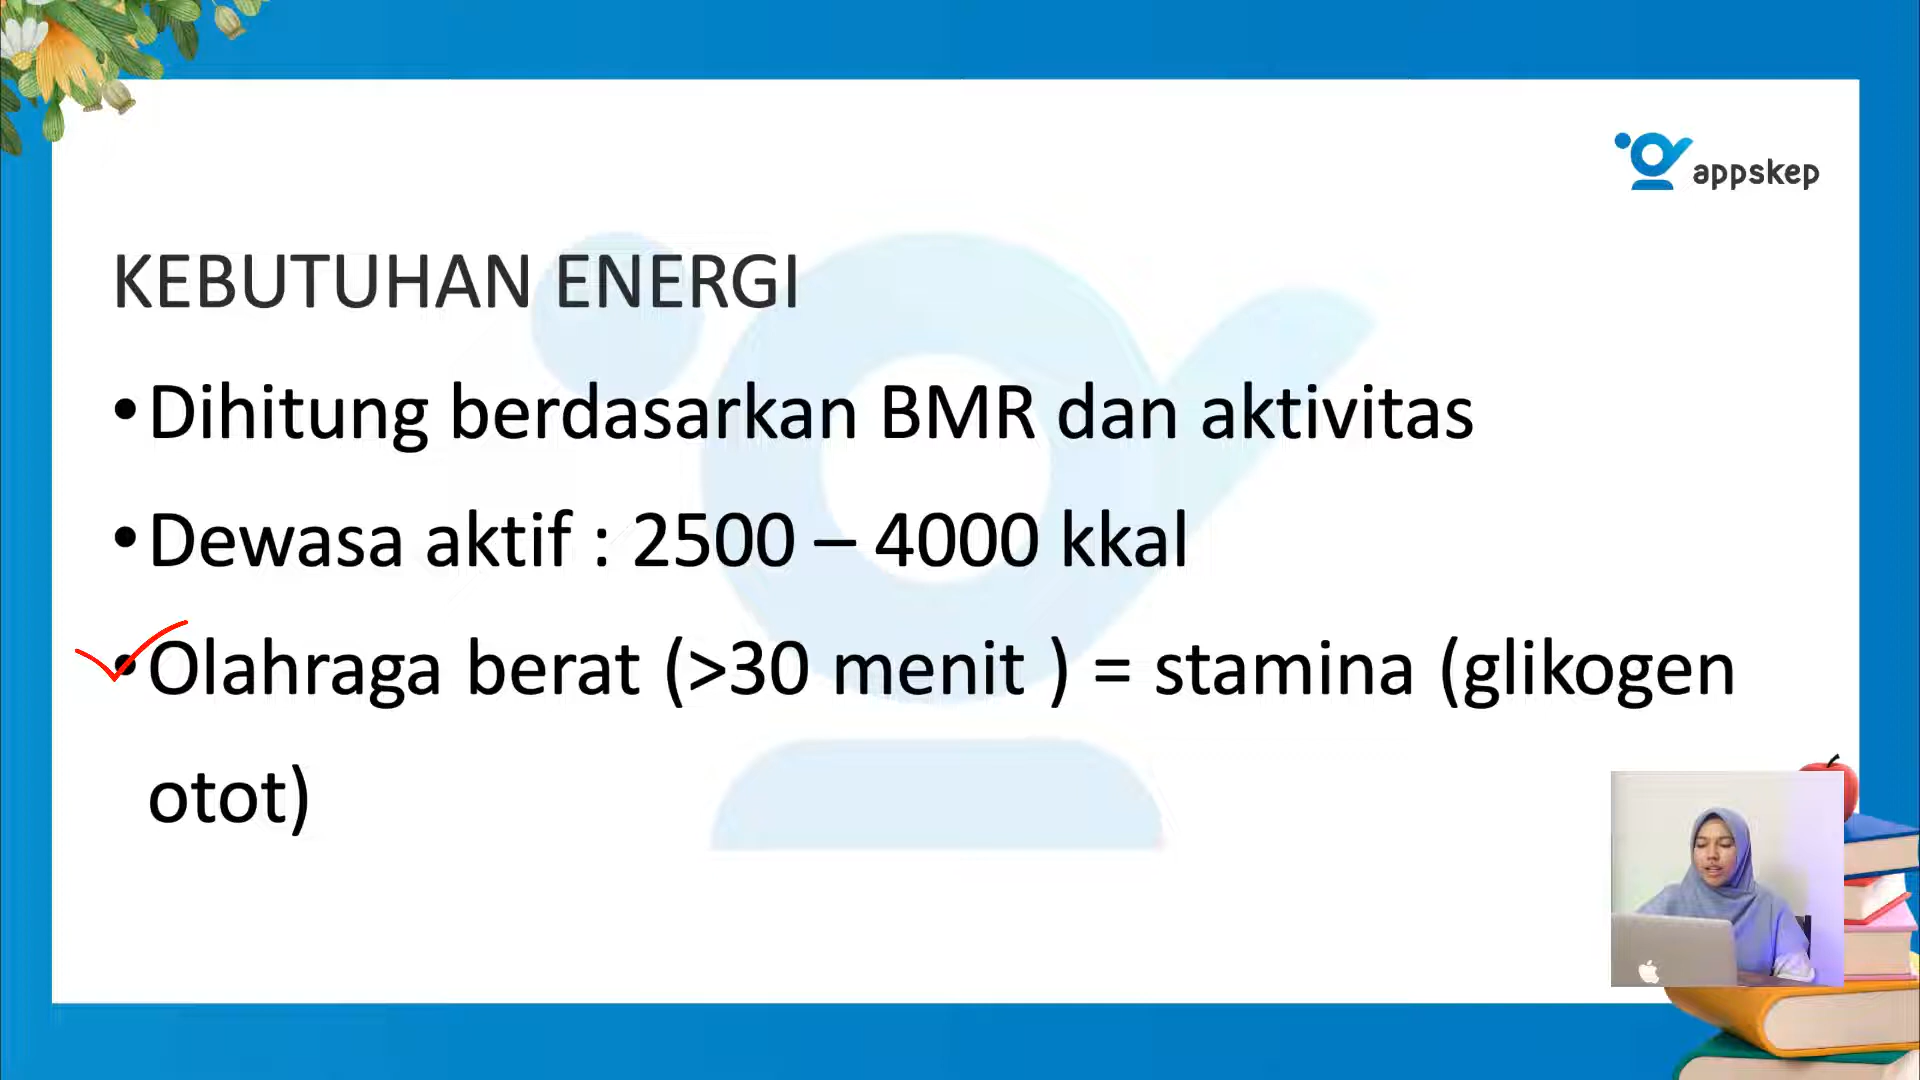 appskep
KEBUTUHAN ENERGI
•Dihitung berdasarkan BMR dan aktivitas
•Dewasa aktif : 2500 – 4000 kkal
•Olahraga berat (>30 menit ) = stamina (glikogen
otot)